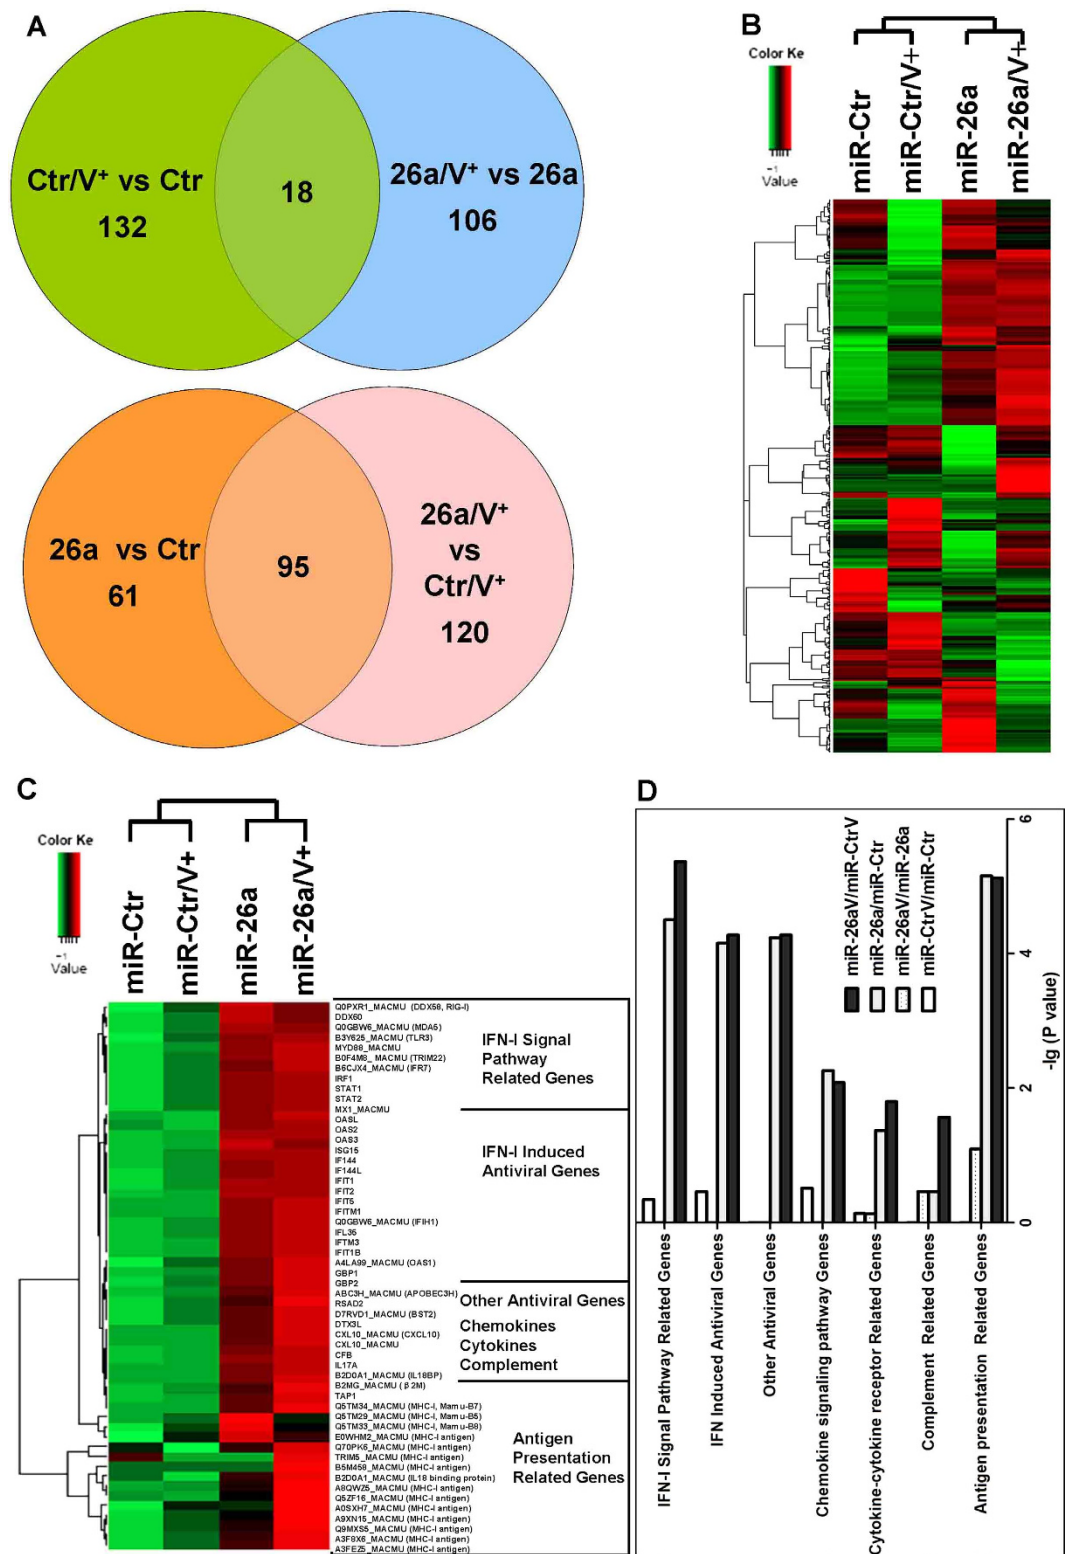 A
Ctr/V+ vs Ctr
132
18
26a/V+ vs 26a
106
26a vs Ctr
61
95
26a/V+
vs
Ctr/V+
120
B
Color Ke
-1
Value
miR-Ctr
miR-Ctr/V+
miR-26a
miR-26a/V+
C
Color Ke
-1
Value
miR-Ctr
miR-Ctr/V+
miR-26a
miR-26a/V+
Q0PXR1_MACMU (DDX58, RIG-I)
DDX60
Q0GBW6_MACMU (MDA5)
B3Y625_MACMU (TLR3)
MYD88_MACMU
B0F4M8_MACMU (TRIM22)
B6CJX4_MACMU (IFR7)
IRF1
STAT1
STAT2
MX1_MACMU
OASL
OAS2
OAS3
ISG15
IF144
IF144L
IFIT1
IFIT2
IFIT5
IFITM1
Q0GBW6_MACMU (IFIH1)
IFL35
IFTM3
IFIT1B
A4LA99_MACMU (OAS1)
GBP1
GBP2
ABC3H_MACMU (APOBEC3H)
RSAD2
D7RVD1_MACMU (BST2)
DTX3L
CXL10_MACMU (CXCL10)
CXL10_MACMU
CFB
IL17A
B2D0A1_MACMU (IL18BP)
B2MG_MACMU (β2M)
TAP1
Q5TM34_MACMU (MHC-I, Mamu-B7)
Q5TM29_MACMU (MHC-I, Mamu-B5)
Q5TM33_MACMU (MHC-I, Mamu-B8)
E0WHM2_MACMU (MHC-I antigen)
Q70PK6_MACMU (MHC-I antigen)
TRIM5_MACMU (MHC-I antigen)
B5M458_MACMU (MHC-I antigen)
B2D0A1_MACMU (IL18 binding protein)
A8QWZ5_MACMU (MHC-I antigen)
Q5ZF16_MACMU (MHC-I antigen)
A0SXH7_MACMU (MHC-I antigen)
A9XN15_MACMU (MHC-I antigen)
Q9MXS5_MACMU (MHC-I antigen)
A3F8X6_MACMU (MHC-I antigen)
A3FEZ5_MACMU (MHC-I antigen)
IFN-I Signal
Pathway
Related Genes
IFN-I Induced
Antiviral Genes
Other Antiviral Genes
Chemokines
Cytokines
Complement
Antigen
Presentation
Related Genes
D
miR-26aV/miR-CtrV
miR-26a/miR-Ctr
miR-26aV/miR-26a
miR-CtrV/miR-Ctr
6
4
2
0
-lg (P value)
IFN-I Signal Pathway Related Genes
IFN Induced Antiviral Genes
Other Antiviral Genes
Chemokine signaling pathway Genes
Cytokine-cytokine receptor Related Genes
Complement Related Genes
Antigen presentation Related Genes